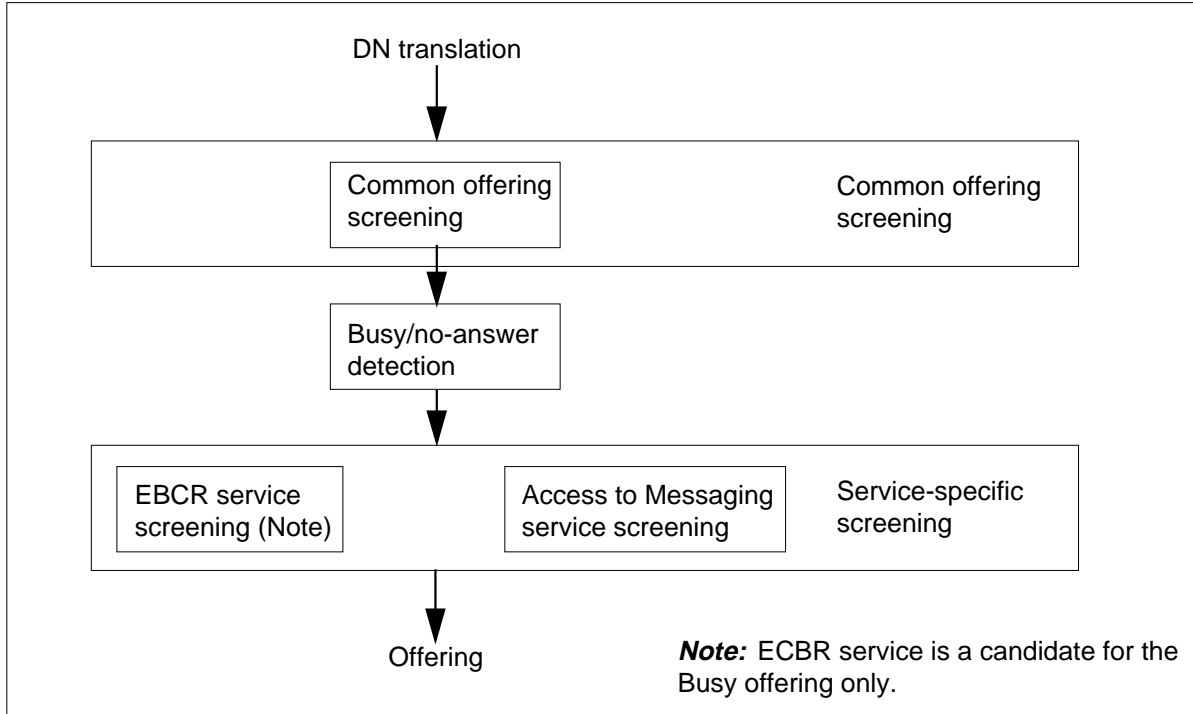 DN translation
Common offering
screening
Common offering
screening
Busy/no-answer
detection
EBCR service
screening (Note)
Access to Messaging
service screening
Service-specific
screening
Offering
Note: ECBR service is a candidate for the
Busy offering only.